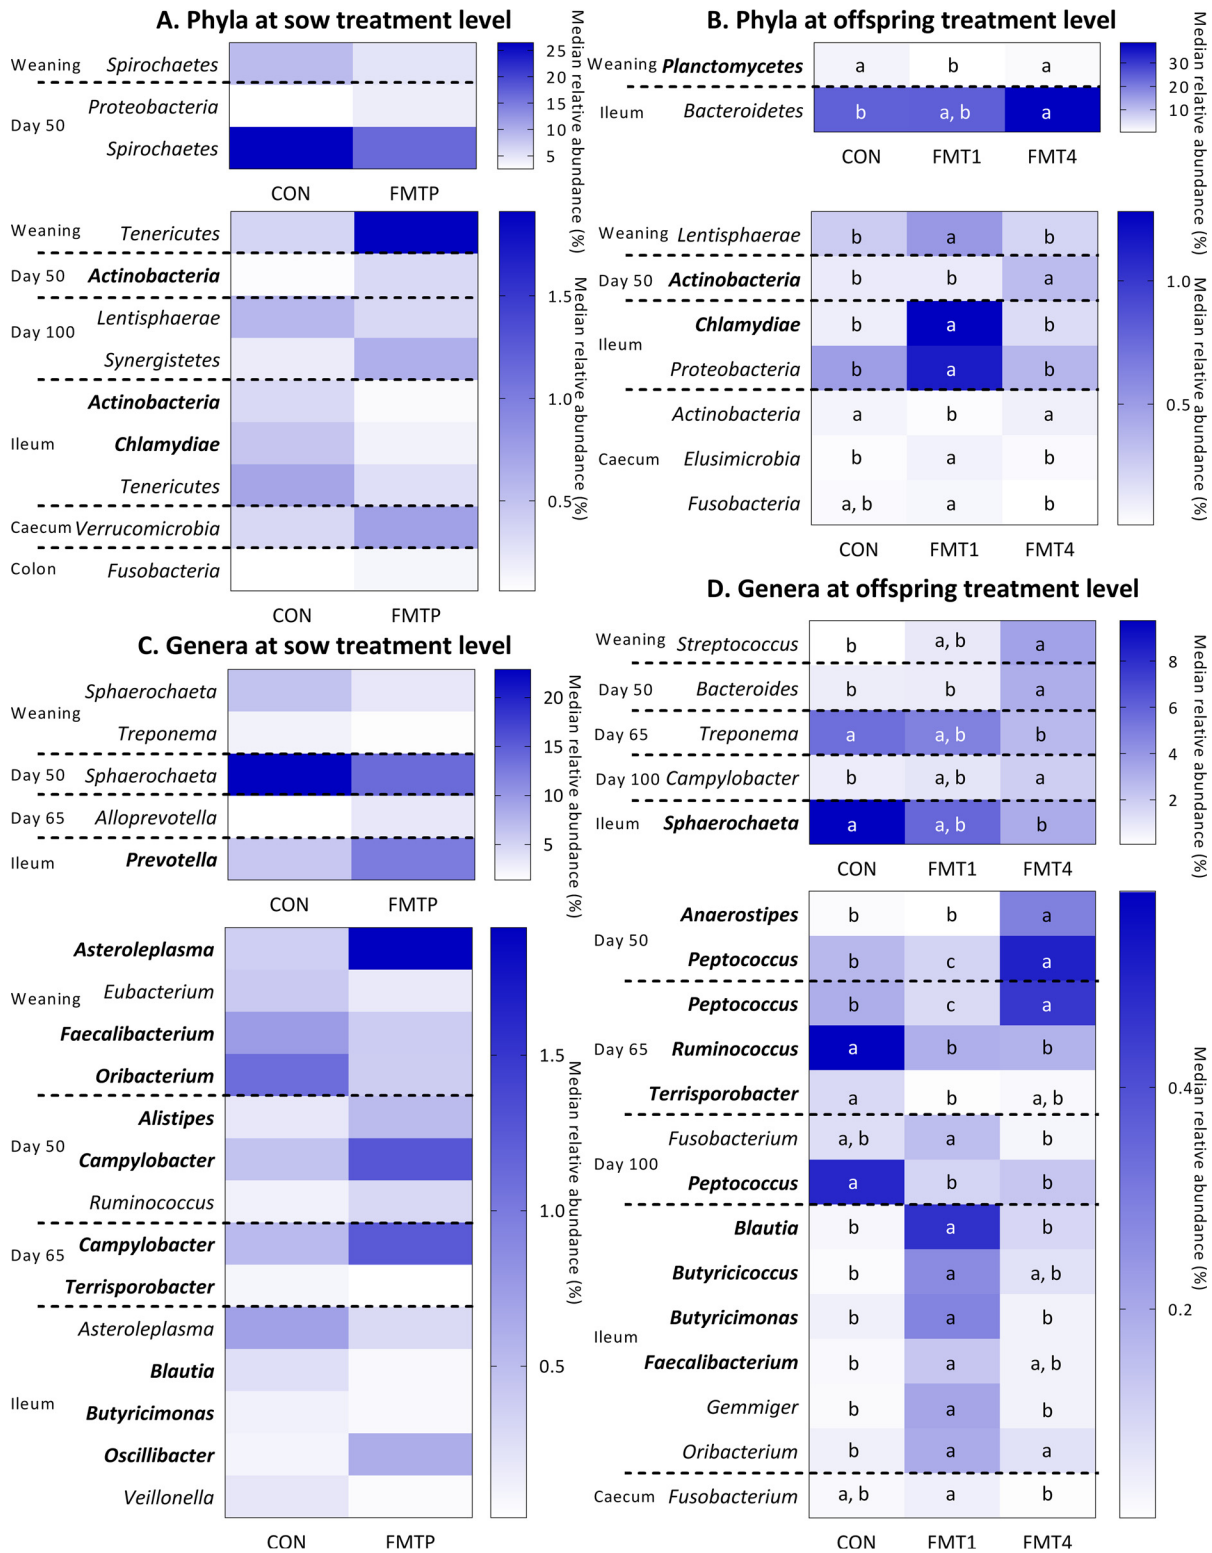 A. Phyla at sow treatment level
Weaning Spirochaetes
Proteobacteria
Day 50
Spirochaetes
CON FMTP
25
20
15
10
5
Median relative abundance (%)
Weaning Tenericutes
Day 50 Actinobacteria
Lentisphaerae
Day 100
Synergistetes
Actinobacteria
Ileum Chlamydiae
Tenericutes
Caecum Verrucomicrobia
Colon Fusobacteria
CON FMTP
1.5
1.0
0.5
Median relative abundance (%)
B. Phyla at offspring treatment level
Weaning Planctomycetes a b a
Ileum Bacteroidetes b a, b a
CON FMT1 FMT4
30
20
10
Median relative abundance (%)
Weaning Lentisphaerae b a b
Day 50 Actinobacteria b b a
Chlamydiae b a b
Ileum
Proteobacteria b a b
Actinobacteria a b a
Caecum Elusimicrobia b a b
Fusobacteria a, b a b
CON FMT1 FMT4
1.0
0.5
Median relative abundance (%)
C. Genera at sow treatment level
Sphaerochaeta
Weaning
Treponema
Day 50 Sphaerochaeta
Day 65 Alloprevotella
Ileum Prevotella
CON FMTP
20
15
10
5
Median relative abundance (%)
Asteroleplasma
Weaning Eubacterium
Faecalibacterium
Oribacterium
Alistipes
Day 50 Campylobacter
Ruminococcus
Campylobacter
Day 65
Terrisporobacter
Asteroleplasma
Blautia
Ileum Butyricimonas
Oscillibacter
Veillonella
CON FMTP
1.5
1.0
0.5
Median relative abundance (%)
D. Genera at offspring treatment level
Weaning Streptococcus b a, b a
Day 50 Bacteroides b b a
Day 65 Treponema a a, b b
Day 100 Campylobacter b a, b a
Ileum Sphaerochaeta a a, b b
CON FMT1 FMT4
8
6
4
2
Median relative abundance (%)
Anaerostipes b b a
Day 50
Peptococcus b c a
Peptococcus b c a
Day 65 Ruminococcus a b b
Terrisporobacter a b a, b
Fusobacterium a, b a b
Day 100
Peptococcus a b b
Blautia b a b
Butyricicoccus b a a, b
Butyricimonas b a b
Ileum
Faecalibacterium b a a, b
Gemmiger b a b
Oribacterium b a a
Caecum Fusobacterium a, b a b
CON FMT1 FMT4
0.4
0.2
Median relative abundance (%)